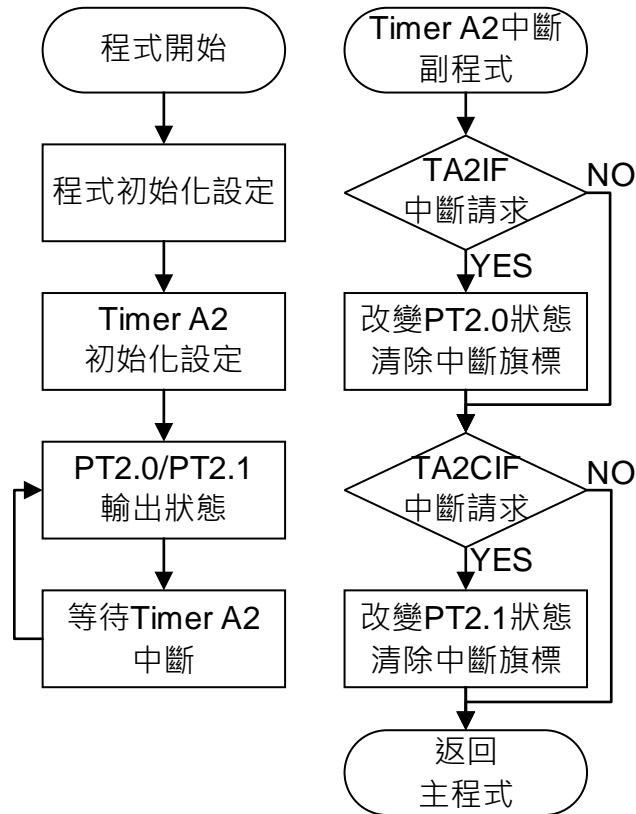 程式開始
程式初始化設定
Timer A2
初始化設定
PT2.0/PT2.1
輸出狀態
等待Timer A2
中斷
Timer A2中斷
副程式
TA2IF
中斷請求
NO
YES
改變PT2.0狀態
清除中斷旗標
TA2CIF
中斷請求
NO
YES
改變PT2.1狀態
清除中斷旗標
返回
主程式